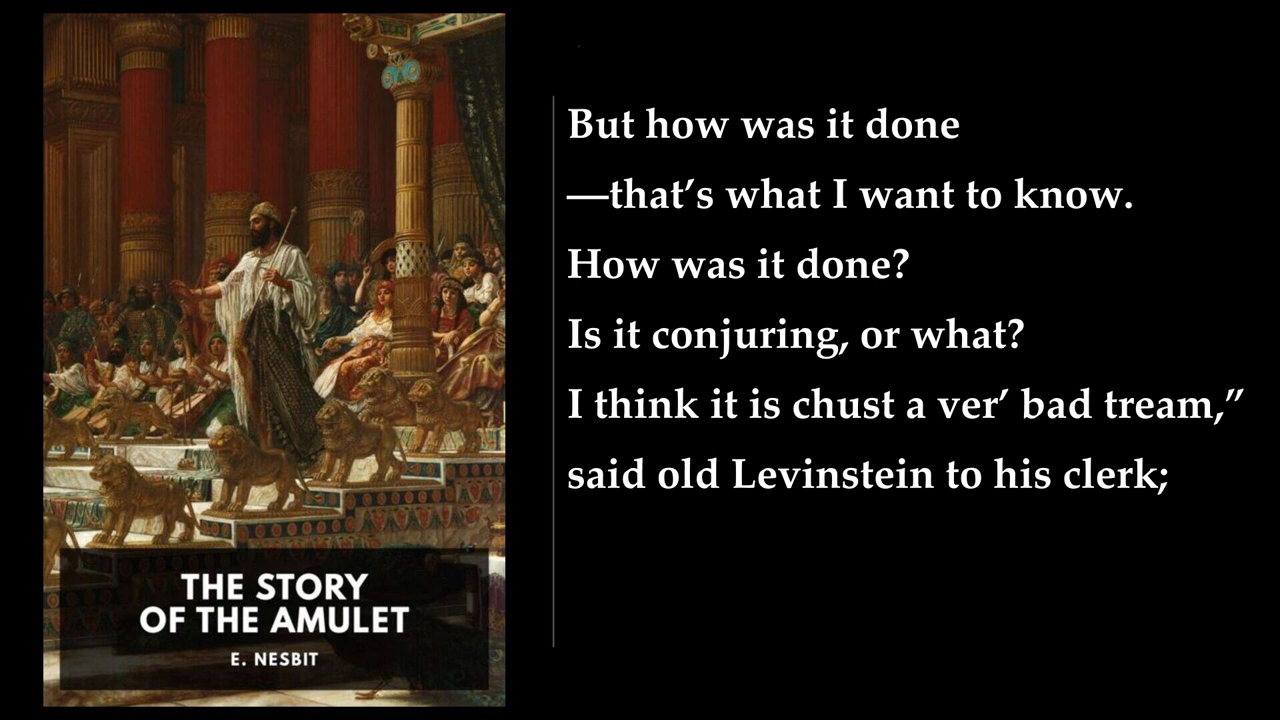 But how was it done
—that’s what I want to know.
How was it done?
Is it conjuring, or what?
I think it is chust a ver’ bad tream,”
said old Levinstein to his clerk;
THE STORY
OF THE AMULET
E. NESBIT